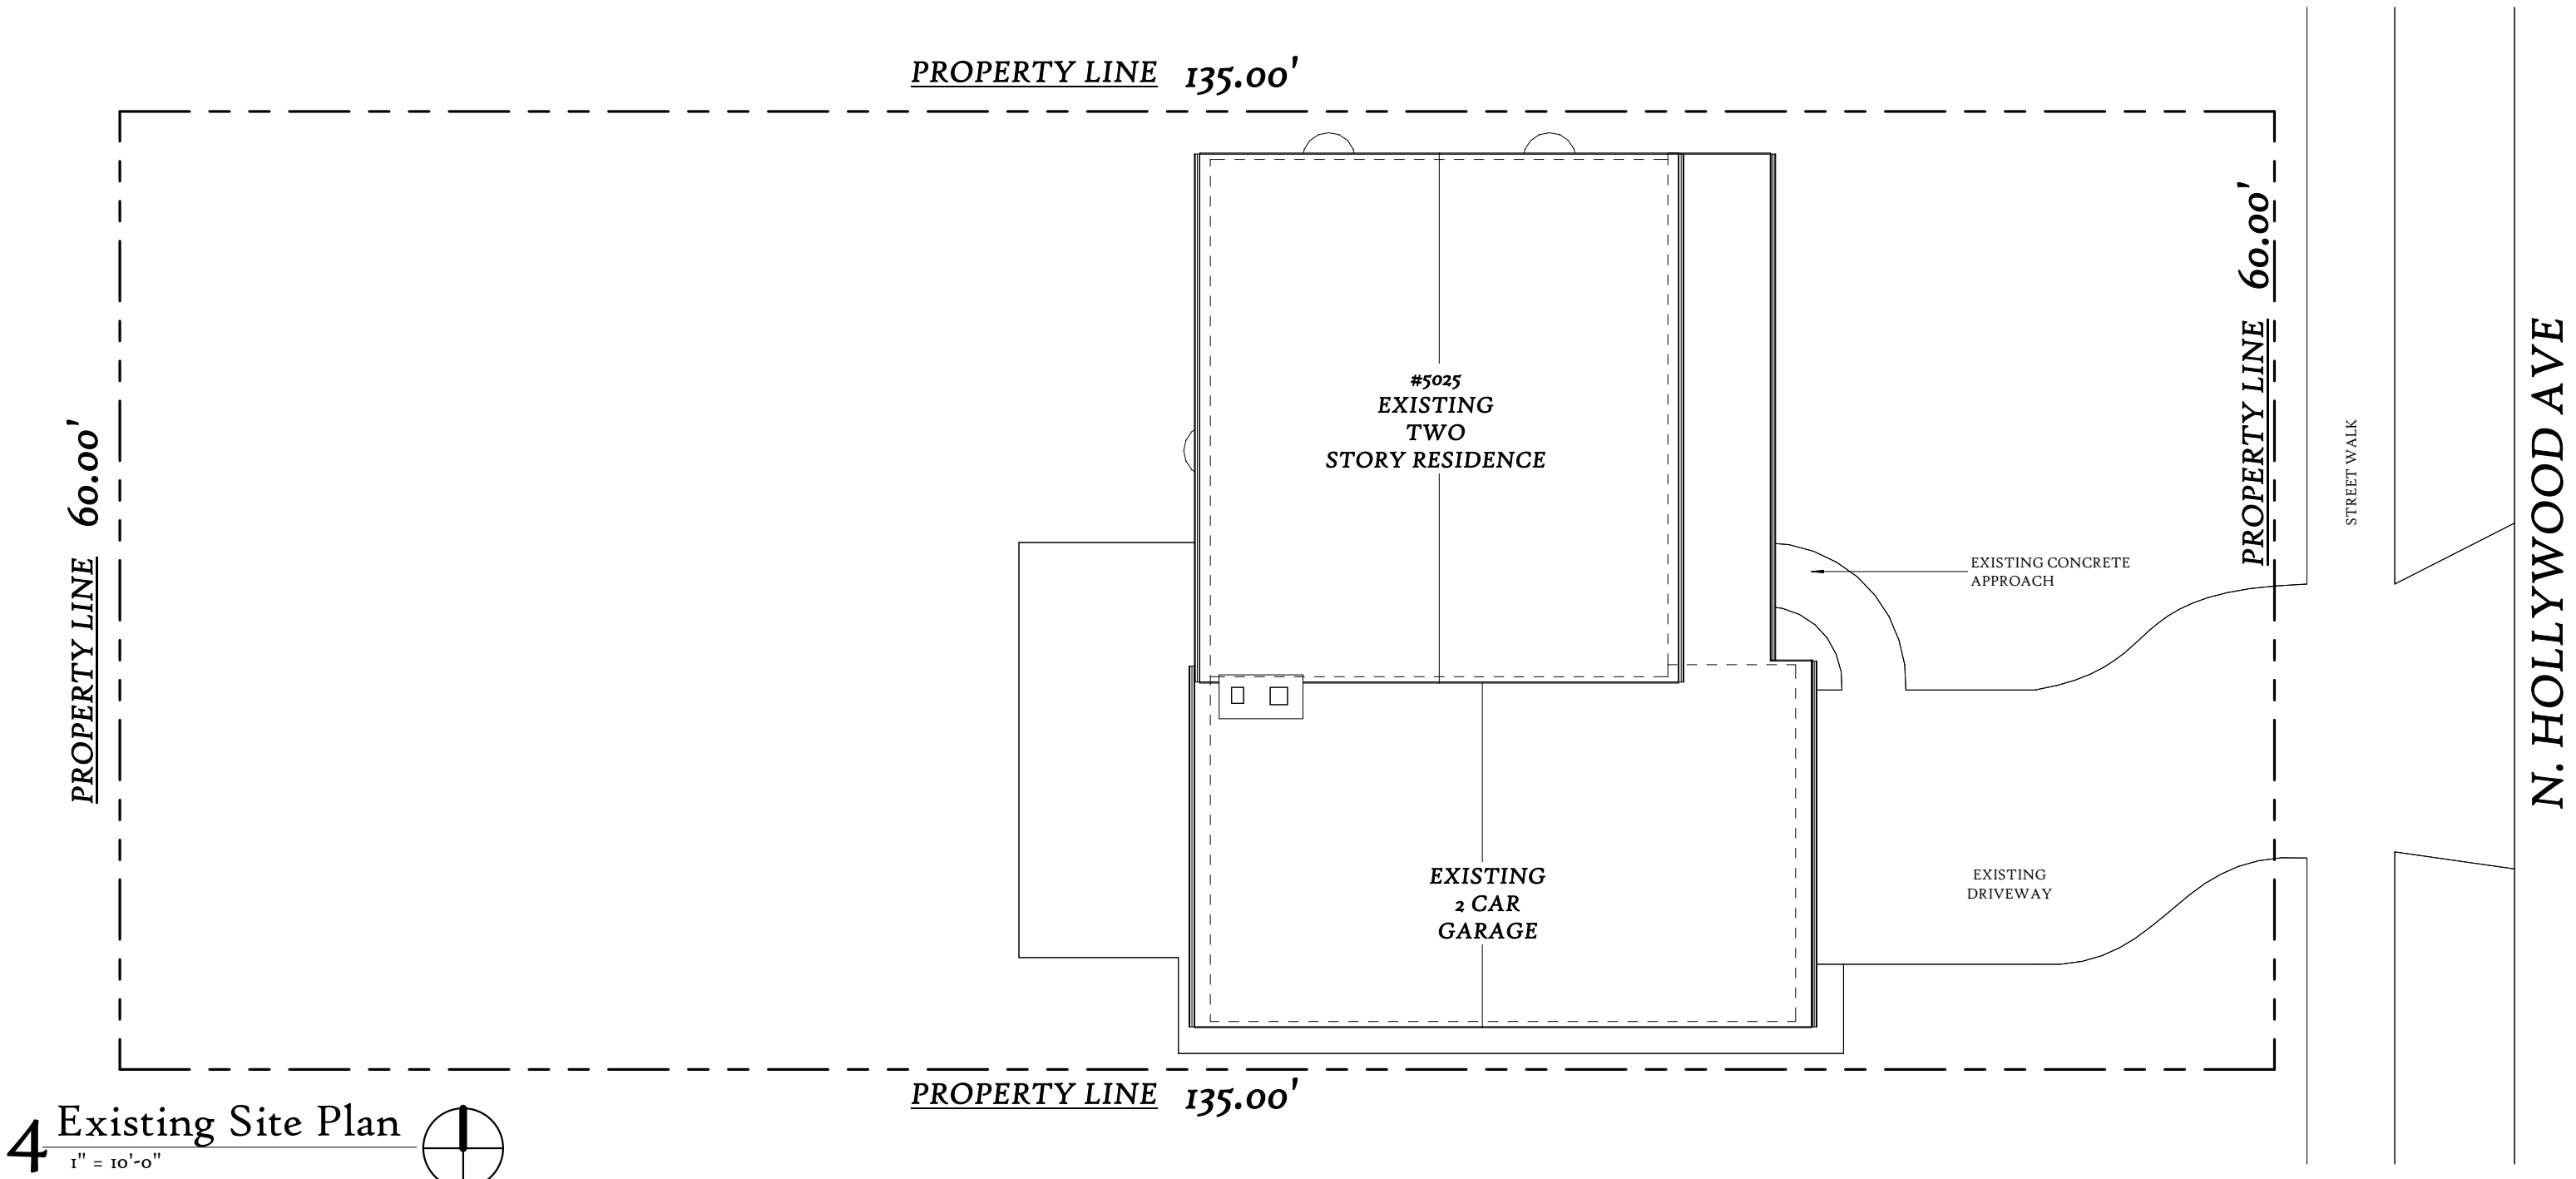 PROPERTY LINE 135.00'
PROPERTY LINE 60.00'
PROPERTY LINE 60.00'
#5025
EXISTING
TWO
STORY RESIDENCE
EXISTING CONCRETE
APPROACH
STREET WALK
N. HOLLYWOOD AVE
EXISTING
2 CAR
GARAGE
EXISTING
DRIVEWAY
PROPERTY LINE 135.00'
4 Existing Site Plan
1" = 10'-0"